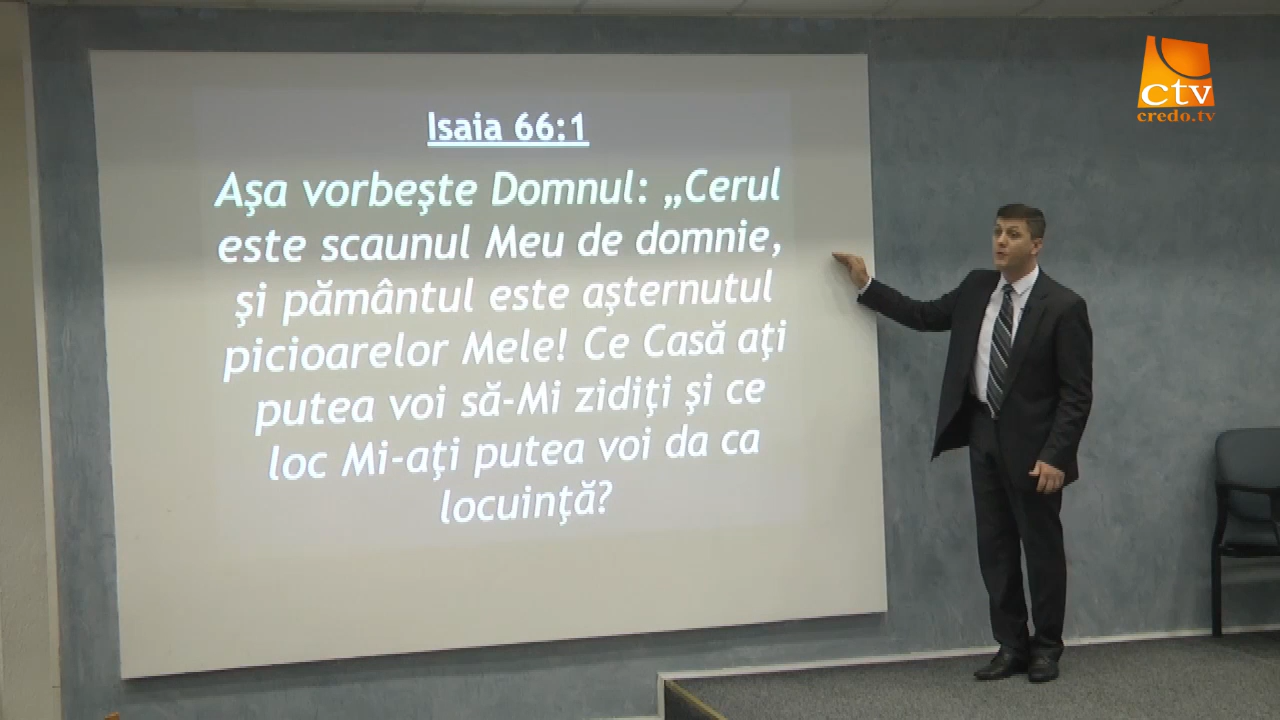 Isaia 66:1
Aşa vorbeşte Domnul: „Cerul
este scaunul Meu de domnie,
şi pământul este aşternutul
picioarelor Mele! Ce Casă aţi
putea voi să-Mi zidiţi şi ce
loc Mi-aţi putea voi da ca
locuinţă?
ctv
credo.tv